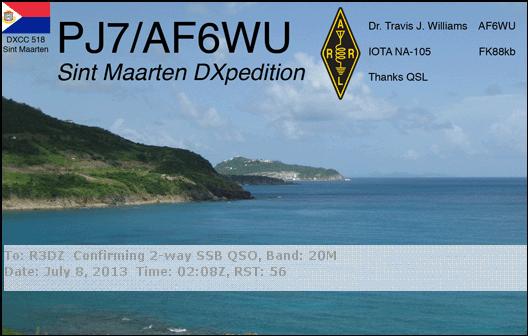 DXCC 518
Sint Maarten
PJ7/AF6WU
Sint Maarten DXpedition
A
R R
L
Dr. Travis J. Williams AF6WU
IOTA NA-105 FK88kb
Thanks QSL
To: R3DZ Confirming 2-way SSB QSO, Band: 20M
Date: July 8, 2013 Time: 02:08Z, RST: 56